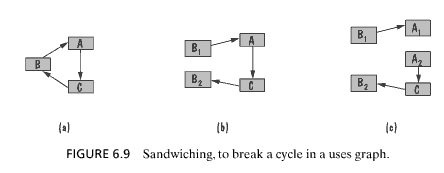 A
B
C
(a)
B1
A
B2
C
(b)
B1
A1
A2
B2
C
(c)
FIGURE 6.9 Sandwiching, to break a cycle in a uses graph.